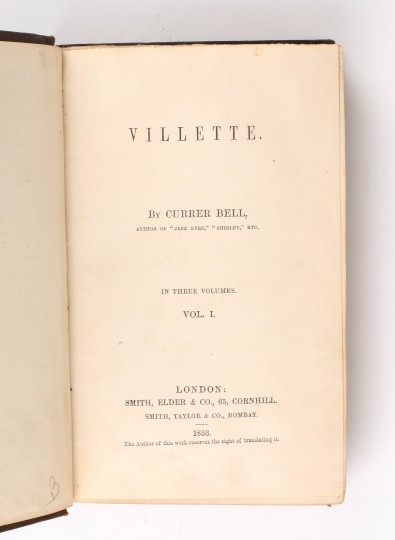 VILLETTE.
BY CURRER BELL,
AUTHOR OF "JANE EYRE," "SHIRLEY," ETC.
IN THREE VOLUMES.
VOL. I.
LONDON:
SMITH, ELDER & CO., 65, CORNHILL.
SMITH, TAYLOR & CO., BOMBAY.
1853.
The Author of this work reserves the right of translating it.